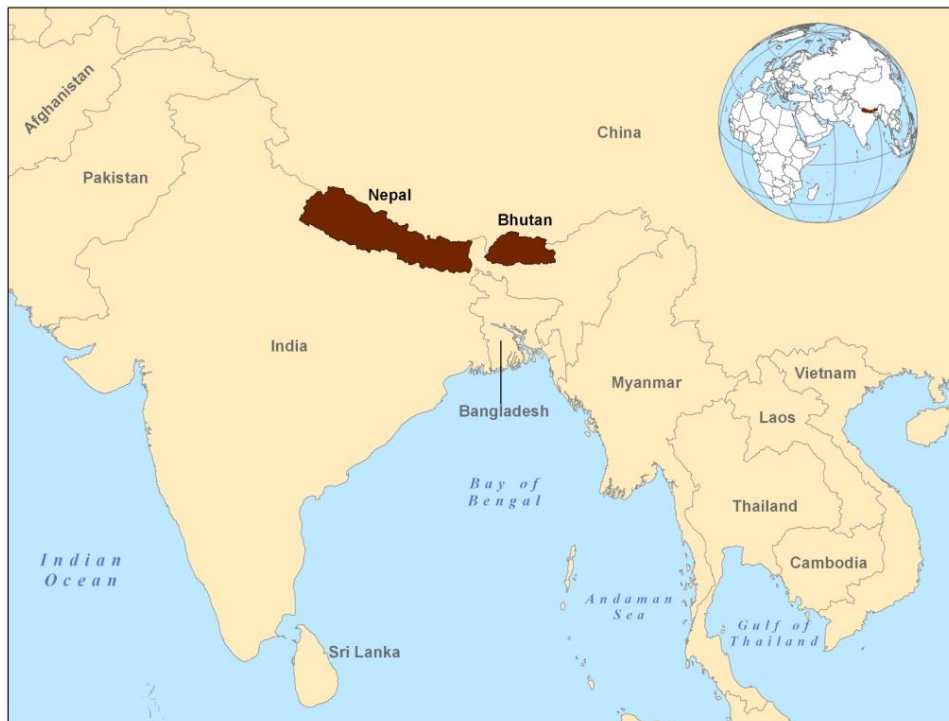 Afghanistan
China
Pakistan
Nepal
Bhutan
India
Myanmar
Vietnam
Laos
Bangladesh
Bay of
Bengal
Thailand
Indian
Ocean
Cambodia
Andaman
Sea
Gulf of
Thailand
Sri Lanka